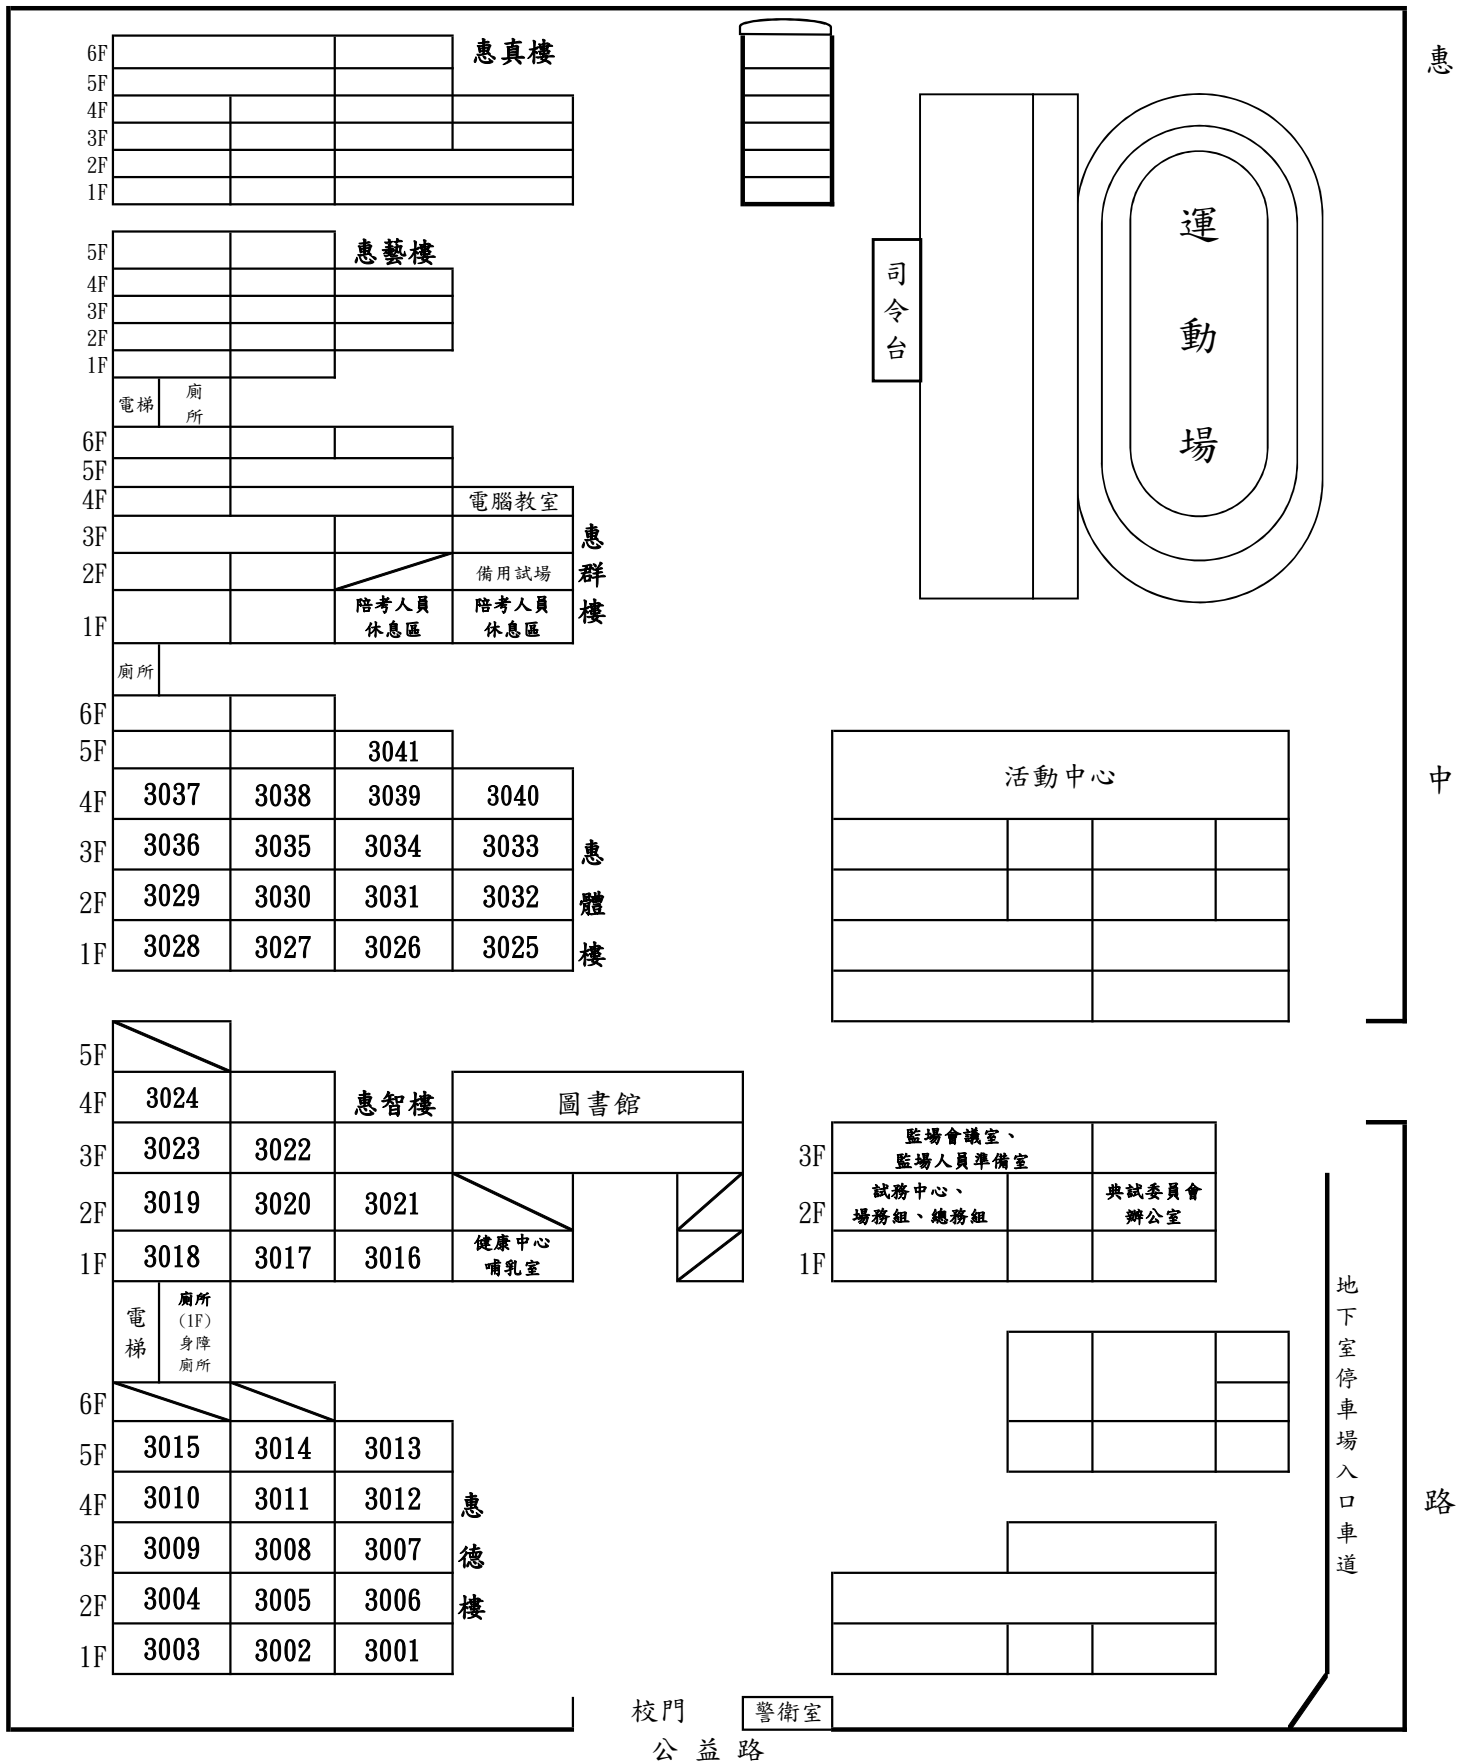 6F 惠真樓
5F
4F
3F
2F
1F
5F 惠藝樓
4F
3F
2F
1F
電梯 廁所
6F
5F
4F 電腦教室
3F
2F 備用試場
1F 陪考人員休息區 陪考人員休息區
惠群樓
廁所
6F
5F 3041
4F 3037 3038 3039 3040
3F 3036 3035 3034 3033
2F 3029 3030 3031 3032
1F 3028 3027 3026 3025
惠體樓
5F
4F 3024 惠智樓 圖書館
3F 3023 3022
2F 3019 3020 3021
1F 3018 3017 3016 健康中心哺乳室
電梯 廁所(1F)身障廁所
6F
5F 3015 3014 3013
4F 3010 3011 3012
3F 3009 3008 3007
2F 3004 3005 3006
1F 3003 3002 3001
惠德樓
司令台
運動場
活動中心
3F 監場會議室、監場人員準備室
2F 試務中心、場務組、總務組 典試委員會辦公室
1F
地下室停車場入口車道
惠中路
校門 警衛室
公益路